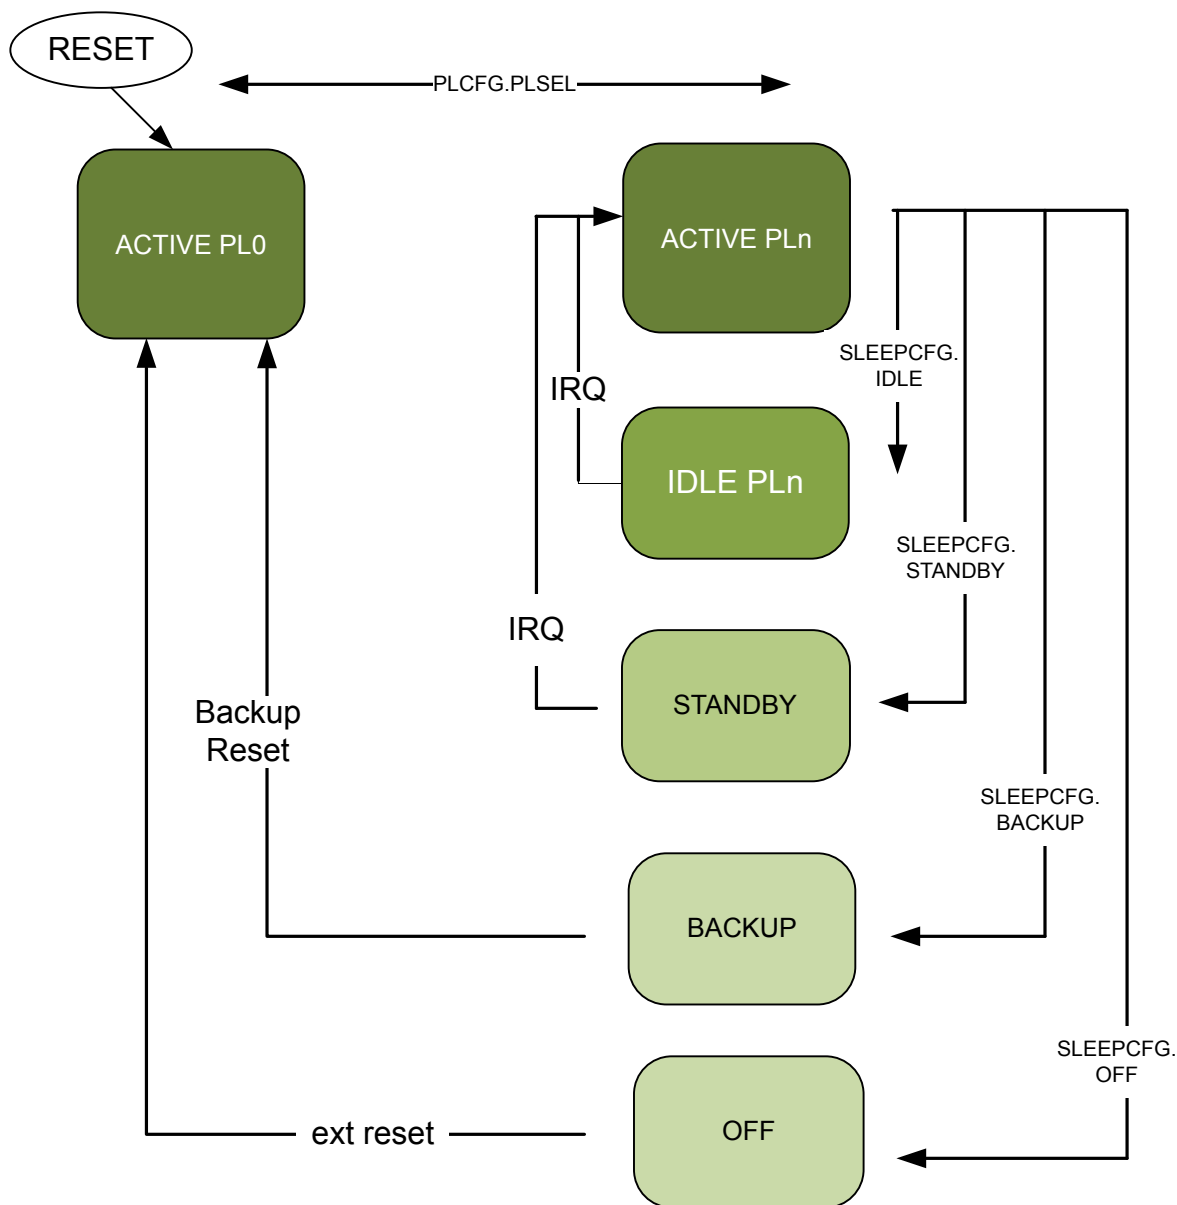 RESET
PLCFG.PLSEL
ACTIVE PL0
ACTIVE PLn
SLEEPCFG.
IDLE
IRQ
IDLE PLn
SLEEPCFG.
STANDBY
IRQ
STANDBY
Backup
Reset
SLEEPCFG.
BACKUP
BACKUP
SLEEPCFG.
OFF
ext reset
OFF